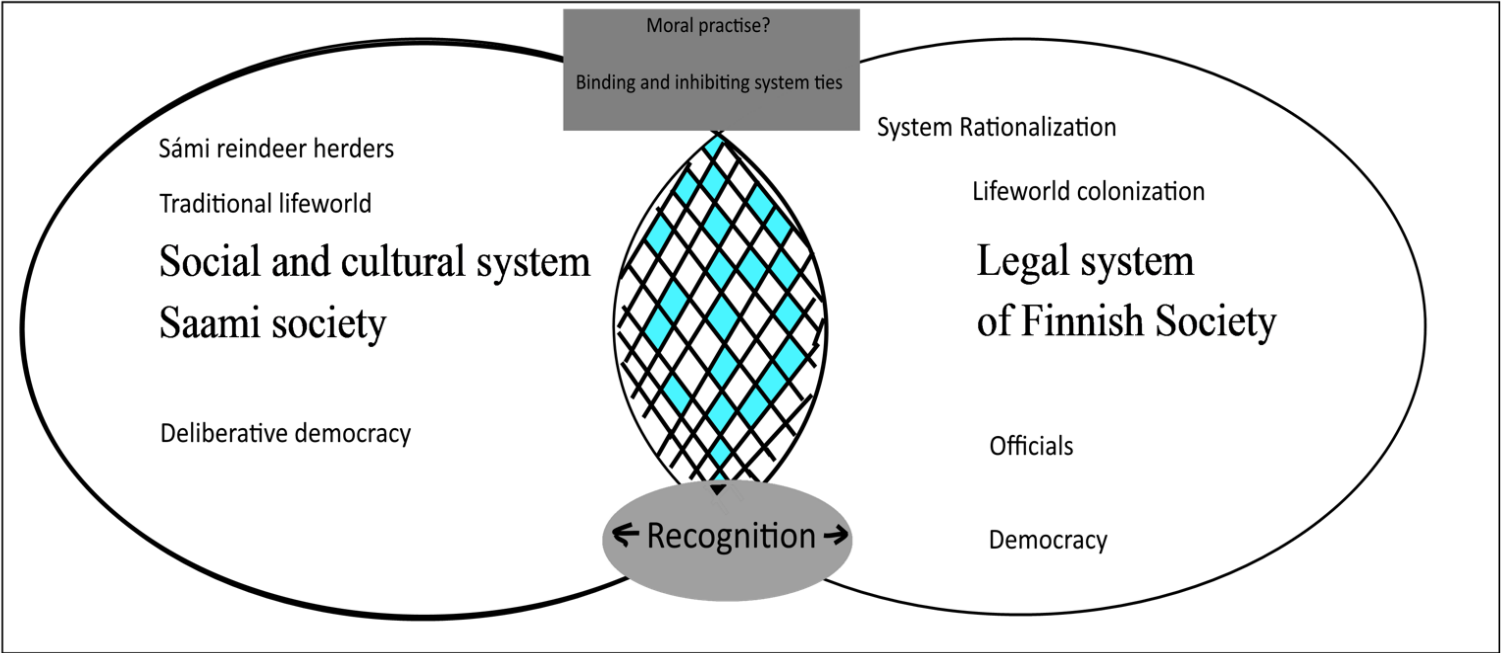 Moral practise?
Binding and inhibiting system ties
Sámi reindeer herders
Traditional lifeworld
Social and cultural system
Saami society
Deliberative democracy
System Rationalization
Lifeworld colonization
Legal system
of Finnish Society
Officials
Democracy
Recognition